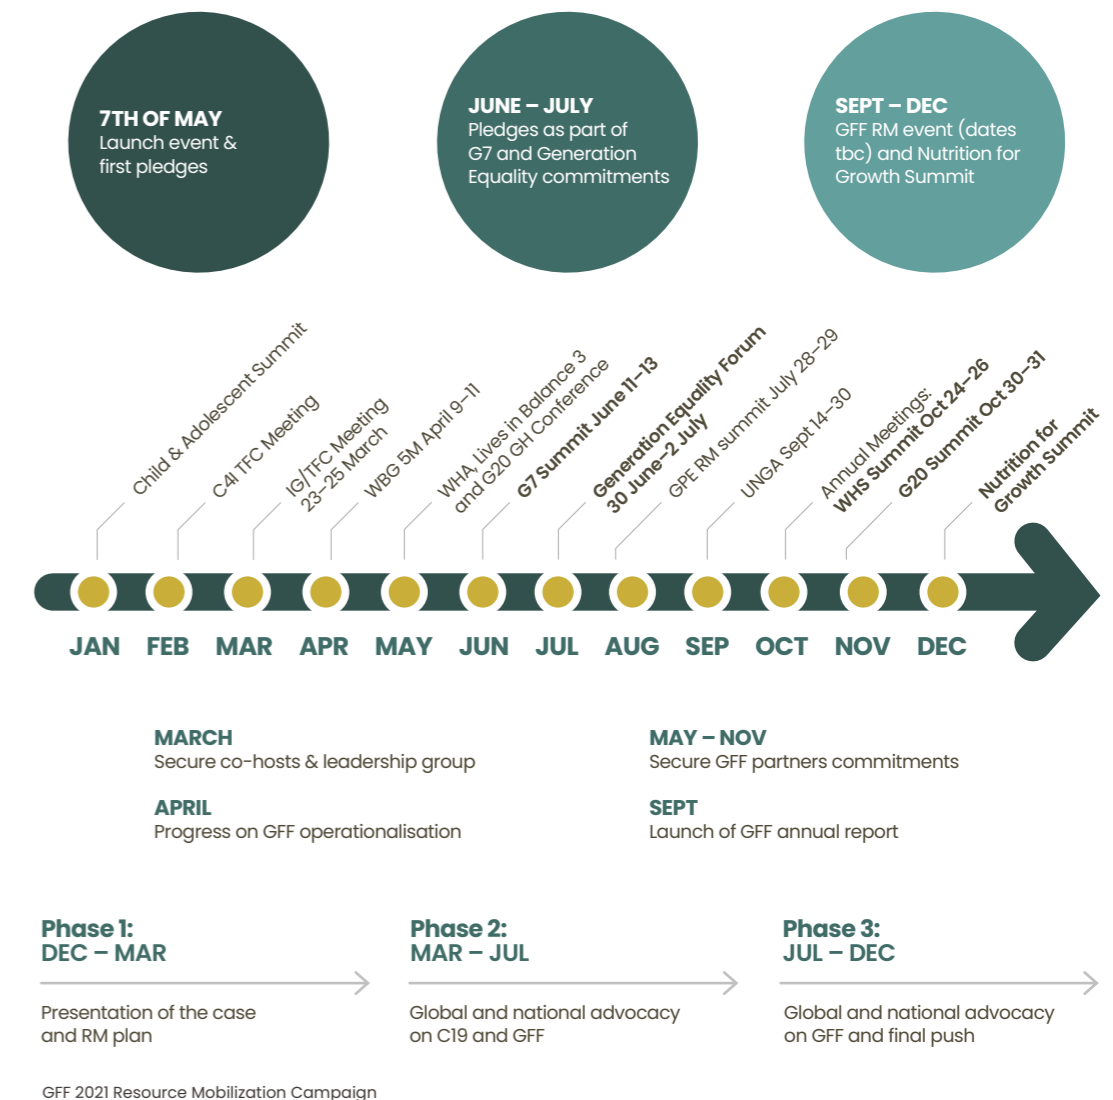 7TH OF MAY
Launch event &
first pledges
JUNE – JULY
Pledges as part of
G7 and Generation
Equality commitments
SEPT – DEC
GFF RM event (dates
tbc) and Nutrition for
Growth Summit
Child & Adolescent Summit
C4I TFC Meeting
IG/TFC Meeting
23–25 March
WBG 5M April 9–11
WHA, Lives in Balance 3
and G20 GH Conference
G7 Summit June 11–13
Generation Equality Forum
30 June–2 July
GPE RM summit July 28–29
UNGA Sept 14–30
Annual Meetings:
WHS Summit Oct 24–26
G20 Summit Oct 30–31
Nutrition for
Growth Summit
JAN FEB MAR APR MAY JUN JUL AUG SEP OCT NOV DEC
MARCH
Secure co-hosts & leadership group
APRIL
Progress on GFF operationalisation
MAY – NOV
Secure GFF partners commitments
SEPT
Launch of GFF annual report
Phase 1:
DEC – MAR
Presentation of the case
and RM plan
Phase 2:
MAR – JUL
Global and national advocacy
on C19 and GFF
Phase 3:
JUL – DEC
Global and national advocacy
on GFF and final push
GFF 2021 Resource Mobilization Campaign